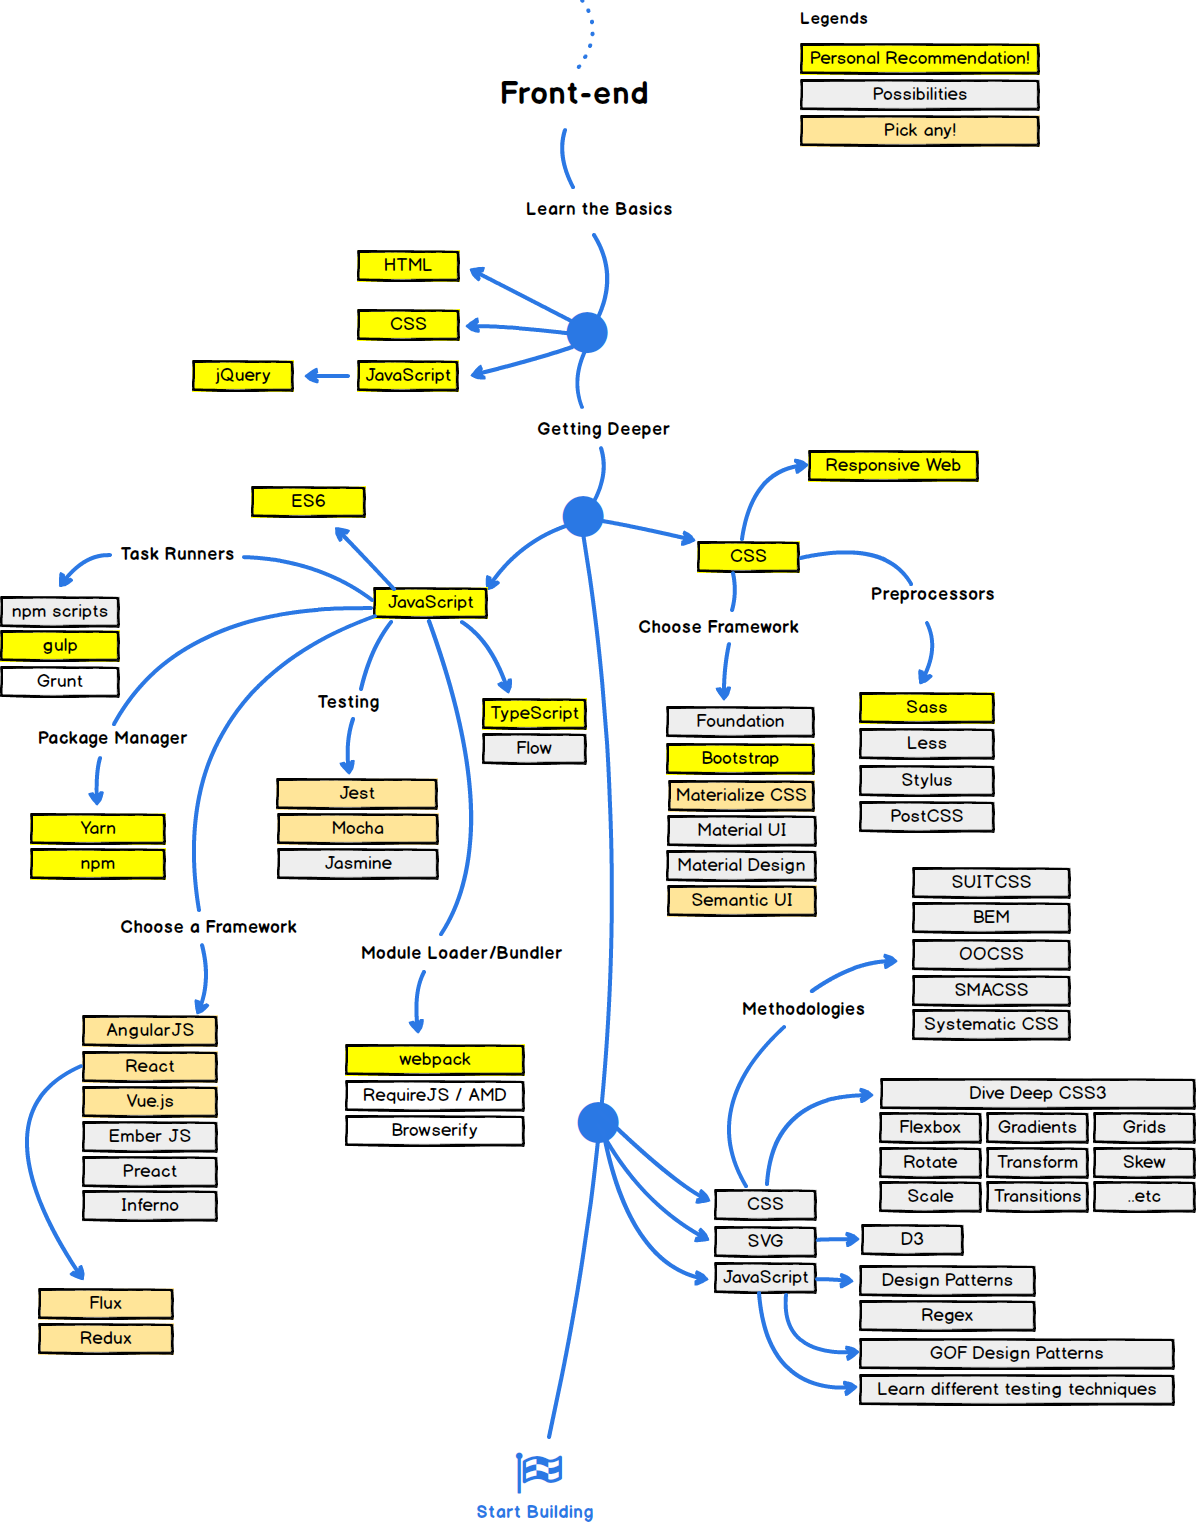 Legends
Personal Recommendation!
Possibilities
Pick any!
Front-end
Learn the Basics
HTML
CSS
JavaScript
jQuery
Getting Deeper
Responsive Web
CSS
Preprocessors
Sass
Less
Stylus
PostCSS
Choose Framework
Foundation
Bootstrap
Materialize CSS
Material UI
Material Design
Semantic UI
ES6
JavaScript
Task Runners
npm scripts
gulp
Grunt
Package Manager
Yarn
npm
Testing
Jest
Mocha
Jasmine
TypeScript
Flow
Choose a Framework
AngularJS
React
Vue.js
Ember JS
Preact
Inferno
Flux
Redux
Module Loader/Bundler
webpack
RequireJS / AMD
Browserify
Methodologies
SUITCSS
BEM
OOCSS
SMACSS
Systematic CSS
Dive Deep CSS3
Flexbox Gradients Grids
Rotate Transform Skew
Scale Transitions ..etc
CSS
SVG
D3
JavaScript
Design Patterns
Regex
GOF Design Patterns
Learn different testing techniques
Start Building